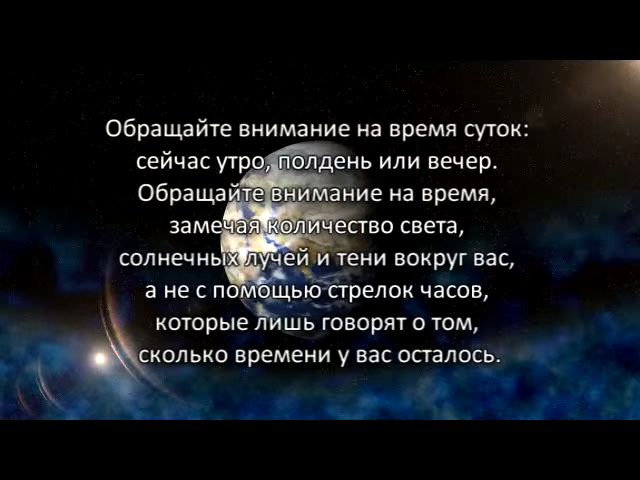 Обращайте внимание на время суток:
сейчас утро, полдень или вечер.
Обращайте внимание на время,
замечая количество света,
солнечных лучей и тени вокруг вас,
а не с помощью стрелок часов,
которые лишь говорят о том,
сколько времени у вас осталось.